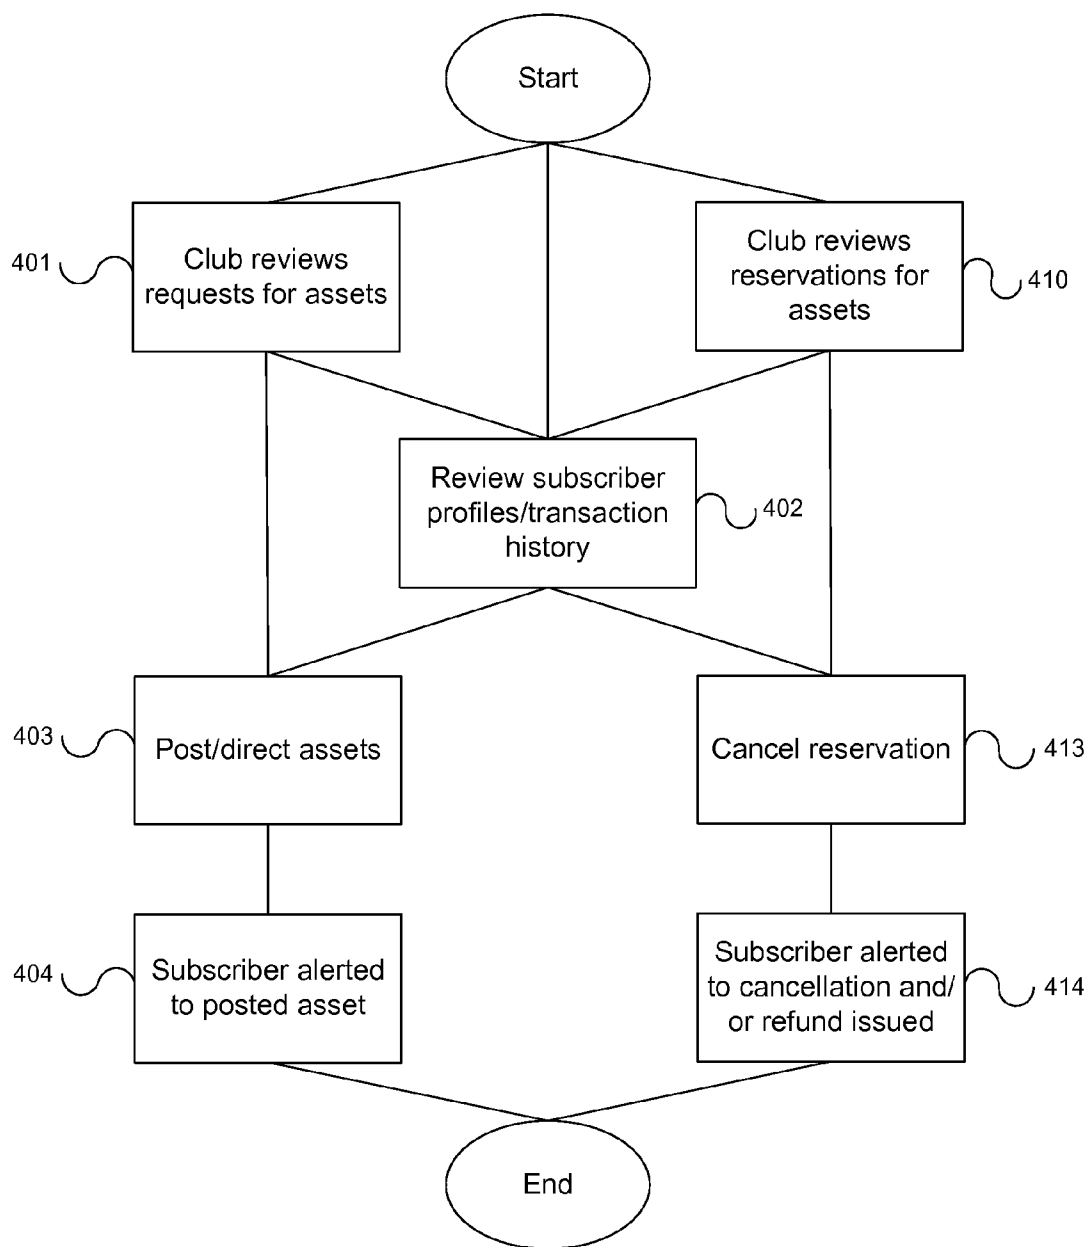 Start
401
Club reviews
requests for assets
Club reviews
reservations for
assets
410
Review subscriber
profiles/transaction
history
402
403
Post/direct assets
Cancel reservation
413
404
Subscriber alerted
to posted asset
Subscriber alerted
to cancellation and/
or refund issued
414
End